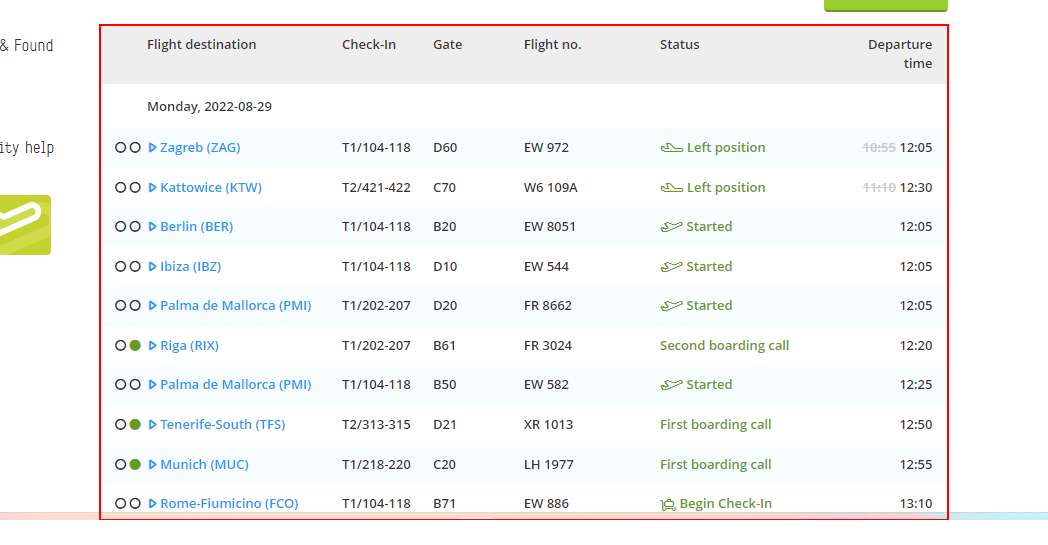 & Found
ity help
Flight destination Check-In Gate Flight no. Status Departure time
Monday, 2022-08-29
Zagreb (ZAG) T1/104-118 D60 EW 972 Left position 10:55 12:05
Kattowice (KTW) T2/421-422 C70 W6 109A Left position 11:10 12:30
Berlin (BER) T1/104-118 B20 EW 8051 Started 12:05
Ibiza (IBZ) T1/104-118 D10 EW 544 Started 12:05
Palma de Mallorca (PMI) T1/202-207 D20 FR 8662 Started 12:05
Riga (RIX) T1/202-207 B61 FR 3024 Second boarding call 12:20
Palma de Mallorca (PMI) T1/104-118 B50 EW 582 Started 12:25
Tenerife-South (TFS) T2/313-315 D21 XR 1013 First boarding call 12:50
Munich (MUC) T1/218-220 C20 LH 1977 First boarding call 12:55
Rome-Fiumicino (FCO) T1/104-118 B71 EW 886 Begin Check-In 13:10